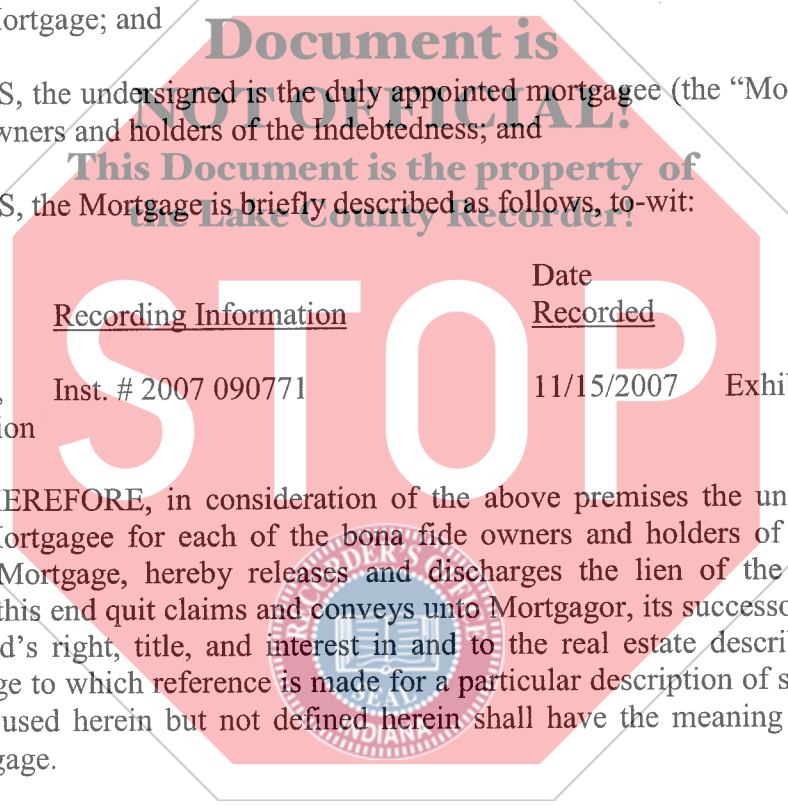 Mortgage; and
Document is
S, the undersigned is the duly appointed mortgagee (the “Mo
NOT OFFICIAL!
wners and holders of the Indebtedness; and
This Document is the property of
S, the Mortgage is briefly described as follows, to-wit:
the Lake County Recorder!
Date
Recording Information Recorded
STOP
, Inst. # 2007 090771 11/15/2007 Exhi
ion
EREFORE, in consideration of the above premises the un
Mortgagee for each of the bona fide owners and holders of
Mortgage, hereby releases and discharges the lien of the
this end quit claims and conveys unto Mortgagor, its successo
d’s right, title, and interest in and to the real estate descri
ge to which reference is made for a particular description of s
used herein but not defined herein shall have the meaning
gage.
RECORDER'S OFFICE
SEAL
INDIANA